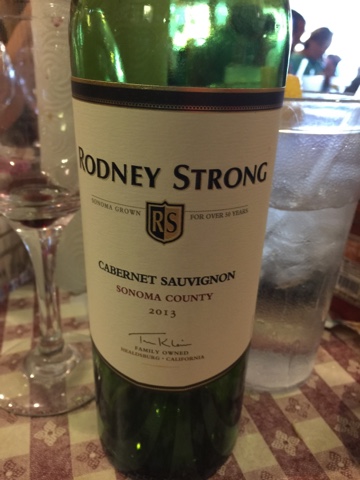 RODNEY STRONG
SONOMA GROWN RS FOR OVER 50 YEARS
CABERNET SAUVIGNON
SONOMA COUNTY
2013
FAMILY OWNED
HEALDSBURG • CALIFORNIA